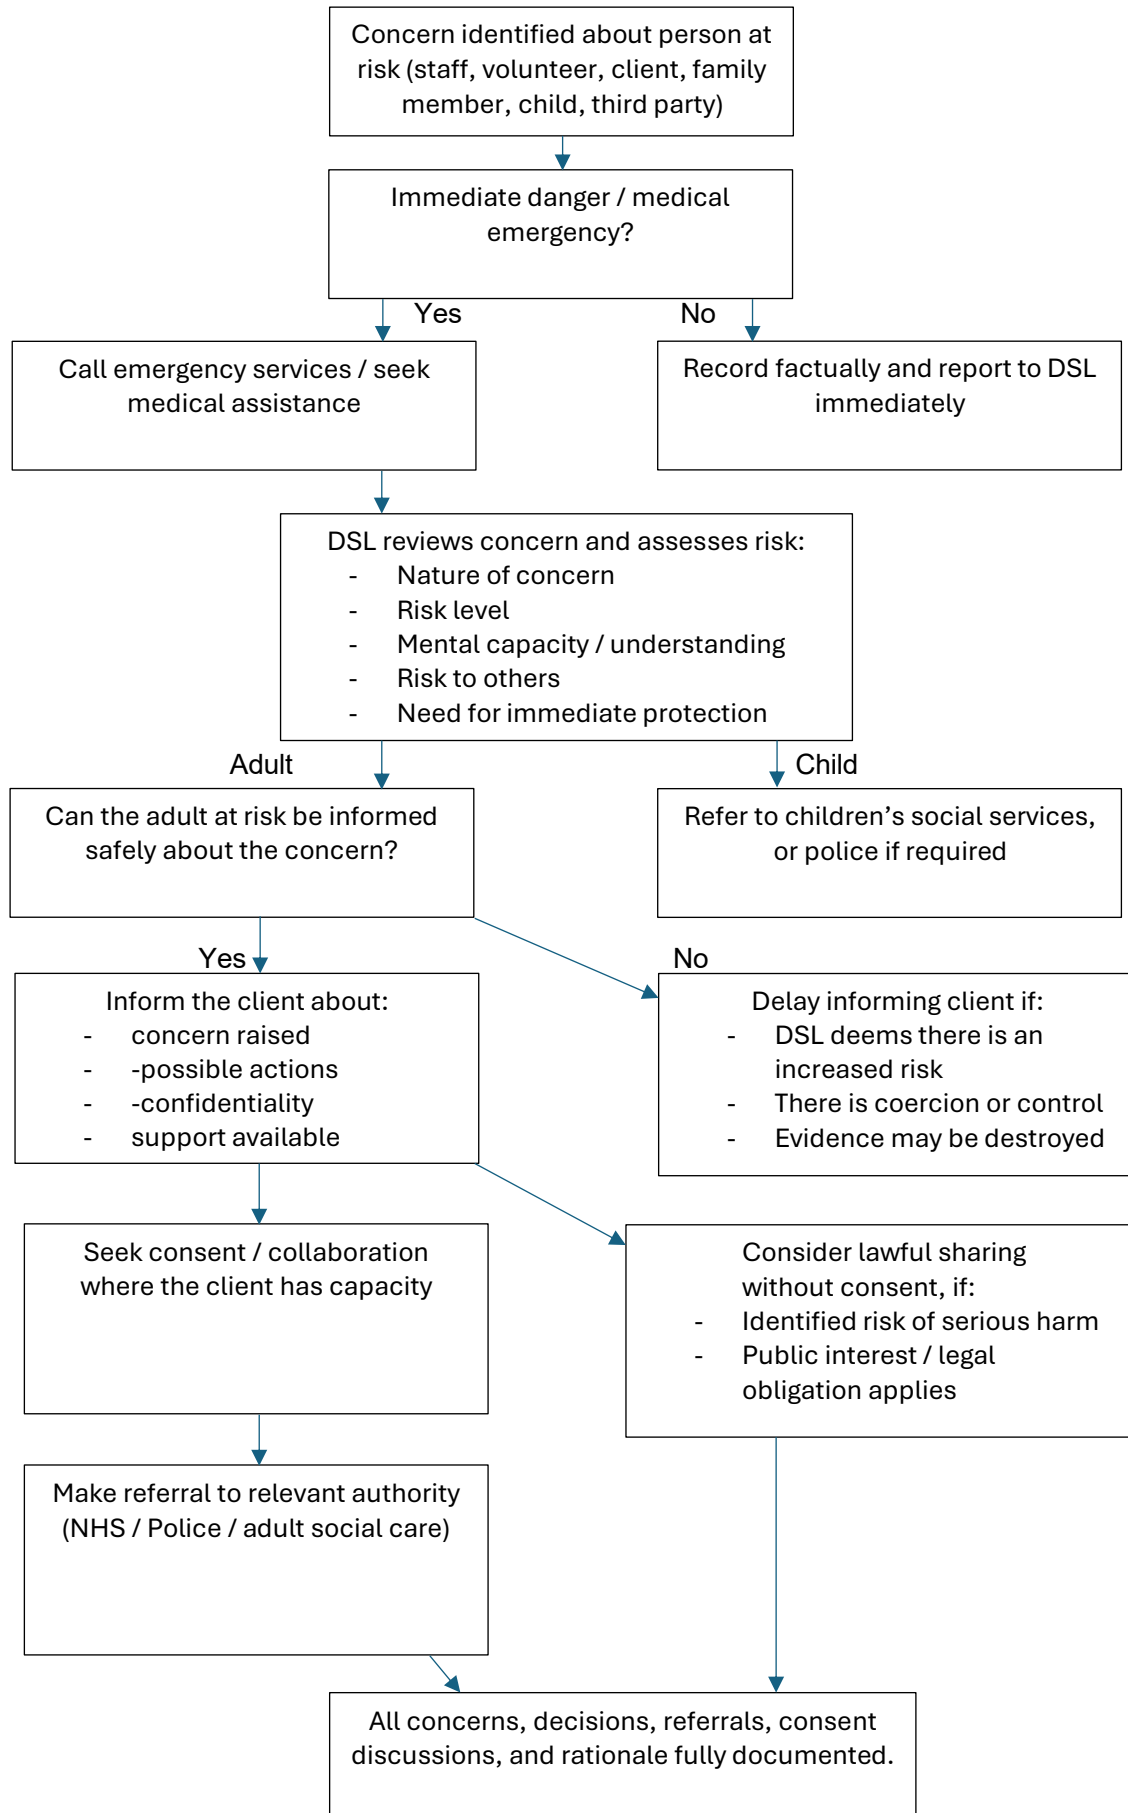 Concern identified about person at
risk (staff, volunteer, client, family
member, child, third party)
Immediate danger / medical
emergency?
Yes
No
Call emergency services / seek
medical assistance
Record factually and report to DSL
immediately
DSL reviews concern and assesses risk:
- Nature of concern
- Risk level
- Mental capacity / understanding
- Risk to others
- Need for immediate protection
Adult
Child
Can the adult at risk be informed
safely about the concern?
Refer to children’s social services,
or police if required
Yes
No
Inform the client about:
- concern raised
- -possible actions
- -confidentiality
- support available
Delay informing client if:
- DSL deems there is an
increased risk
- There is coercion or control
- Evidence may be destroyed
Seek consent / collaboration
where the client has capacity
Consider lawful sharing
without consent, if:
- Identified risk of serious harm
- Public interest / legal
obligation applies
Make referral to relevant authority
(NHS / Police / adult social care)
All concerns, decisions, referrals, consent
discussions, and rationale fully documented.